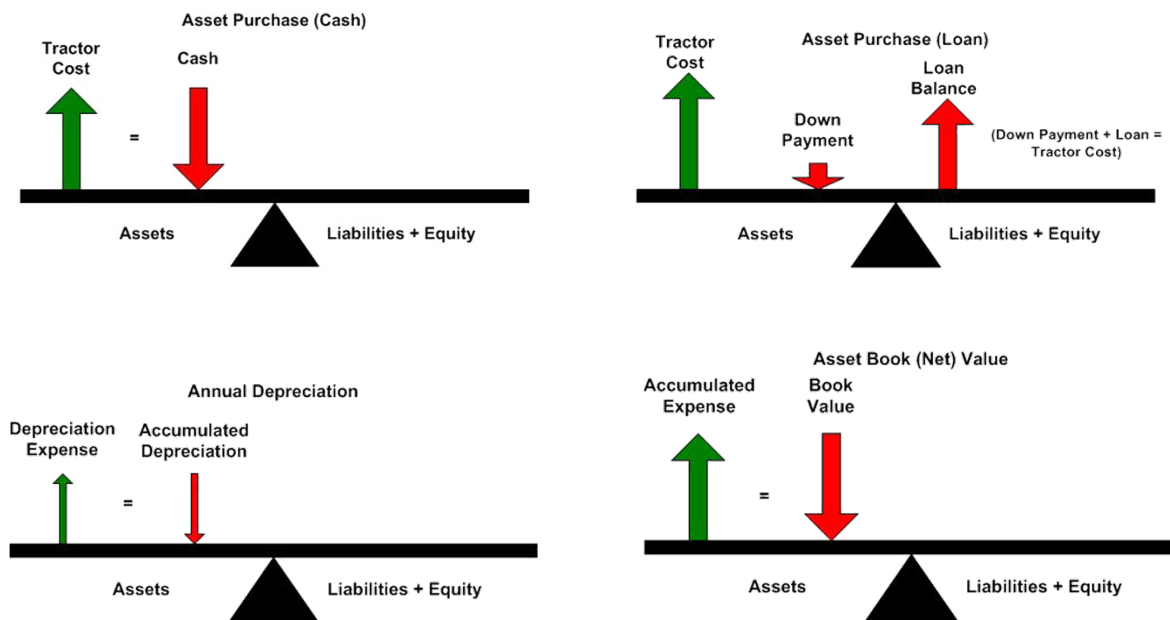 Asset Purchase (Cash)
Tractor
Cost
Cash
=
Assets
Liabilities + Equity
Asset Purchase (Loan)
Tractor
Cost
Down
Payment
Loan
Balance
(Down Payment + Loan =
Tractor Cost)
Assets
Liabilities + Equity
Annual Depreciation
Depreciation
Expense
=
Accumulated
Depreciation
Assets
Liabilities + Equity
Asset Book (Net) Value
Accumulated
Expense
=
Book
Value
Assets
Liabilities + Equity